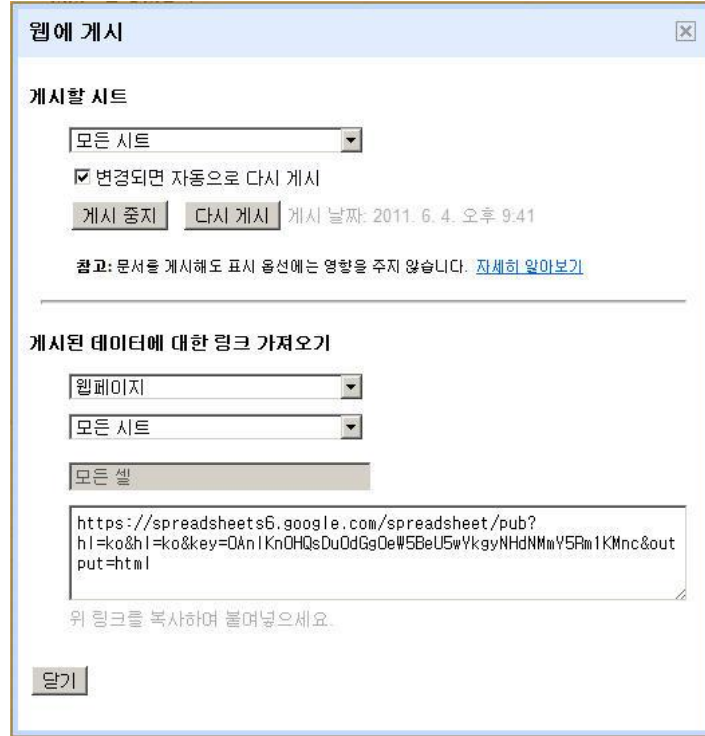 웹에 게시
게시할 시트
모든 시트
변경되면 자동으로 다시 게시
게시 중지 다시 게시 게시 날짜: 2011. 6. 4. 오후 9:41
참고: 문서를 게시해도 표시 옵션에는 영향을 주지 않습니다. 자세히 알아보기
게시된 데이터에 대한 링크 가져오기
웹페이지
모든 시트
모든 셀
https://spreadsheets6.google.com/spreadsheet/pub?
hl=ko&hl=ko&key=0AnlKnOHQsDuOdGg0eW5BeU5wYkgyNHdNMmY5Rm1KMnc&out
put=html
위 링크를 복사하여 붙여넣으세요.
닫기